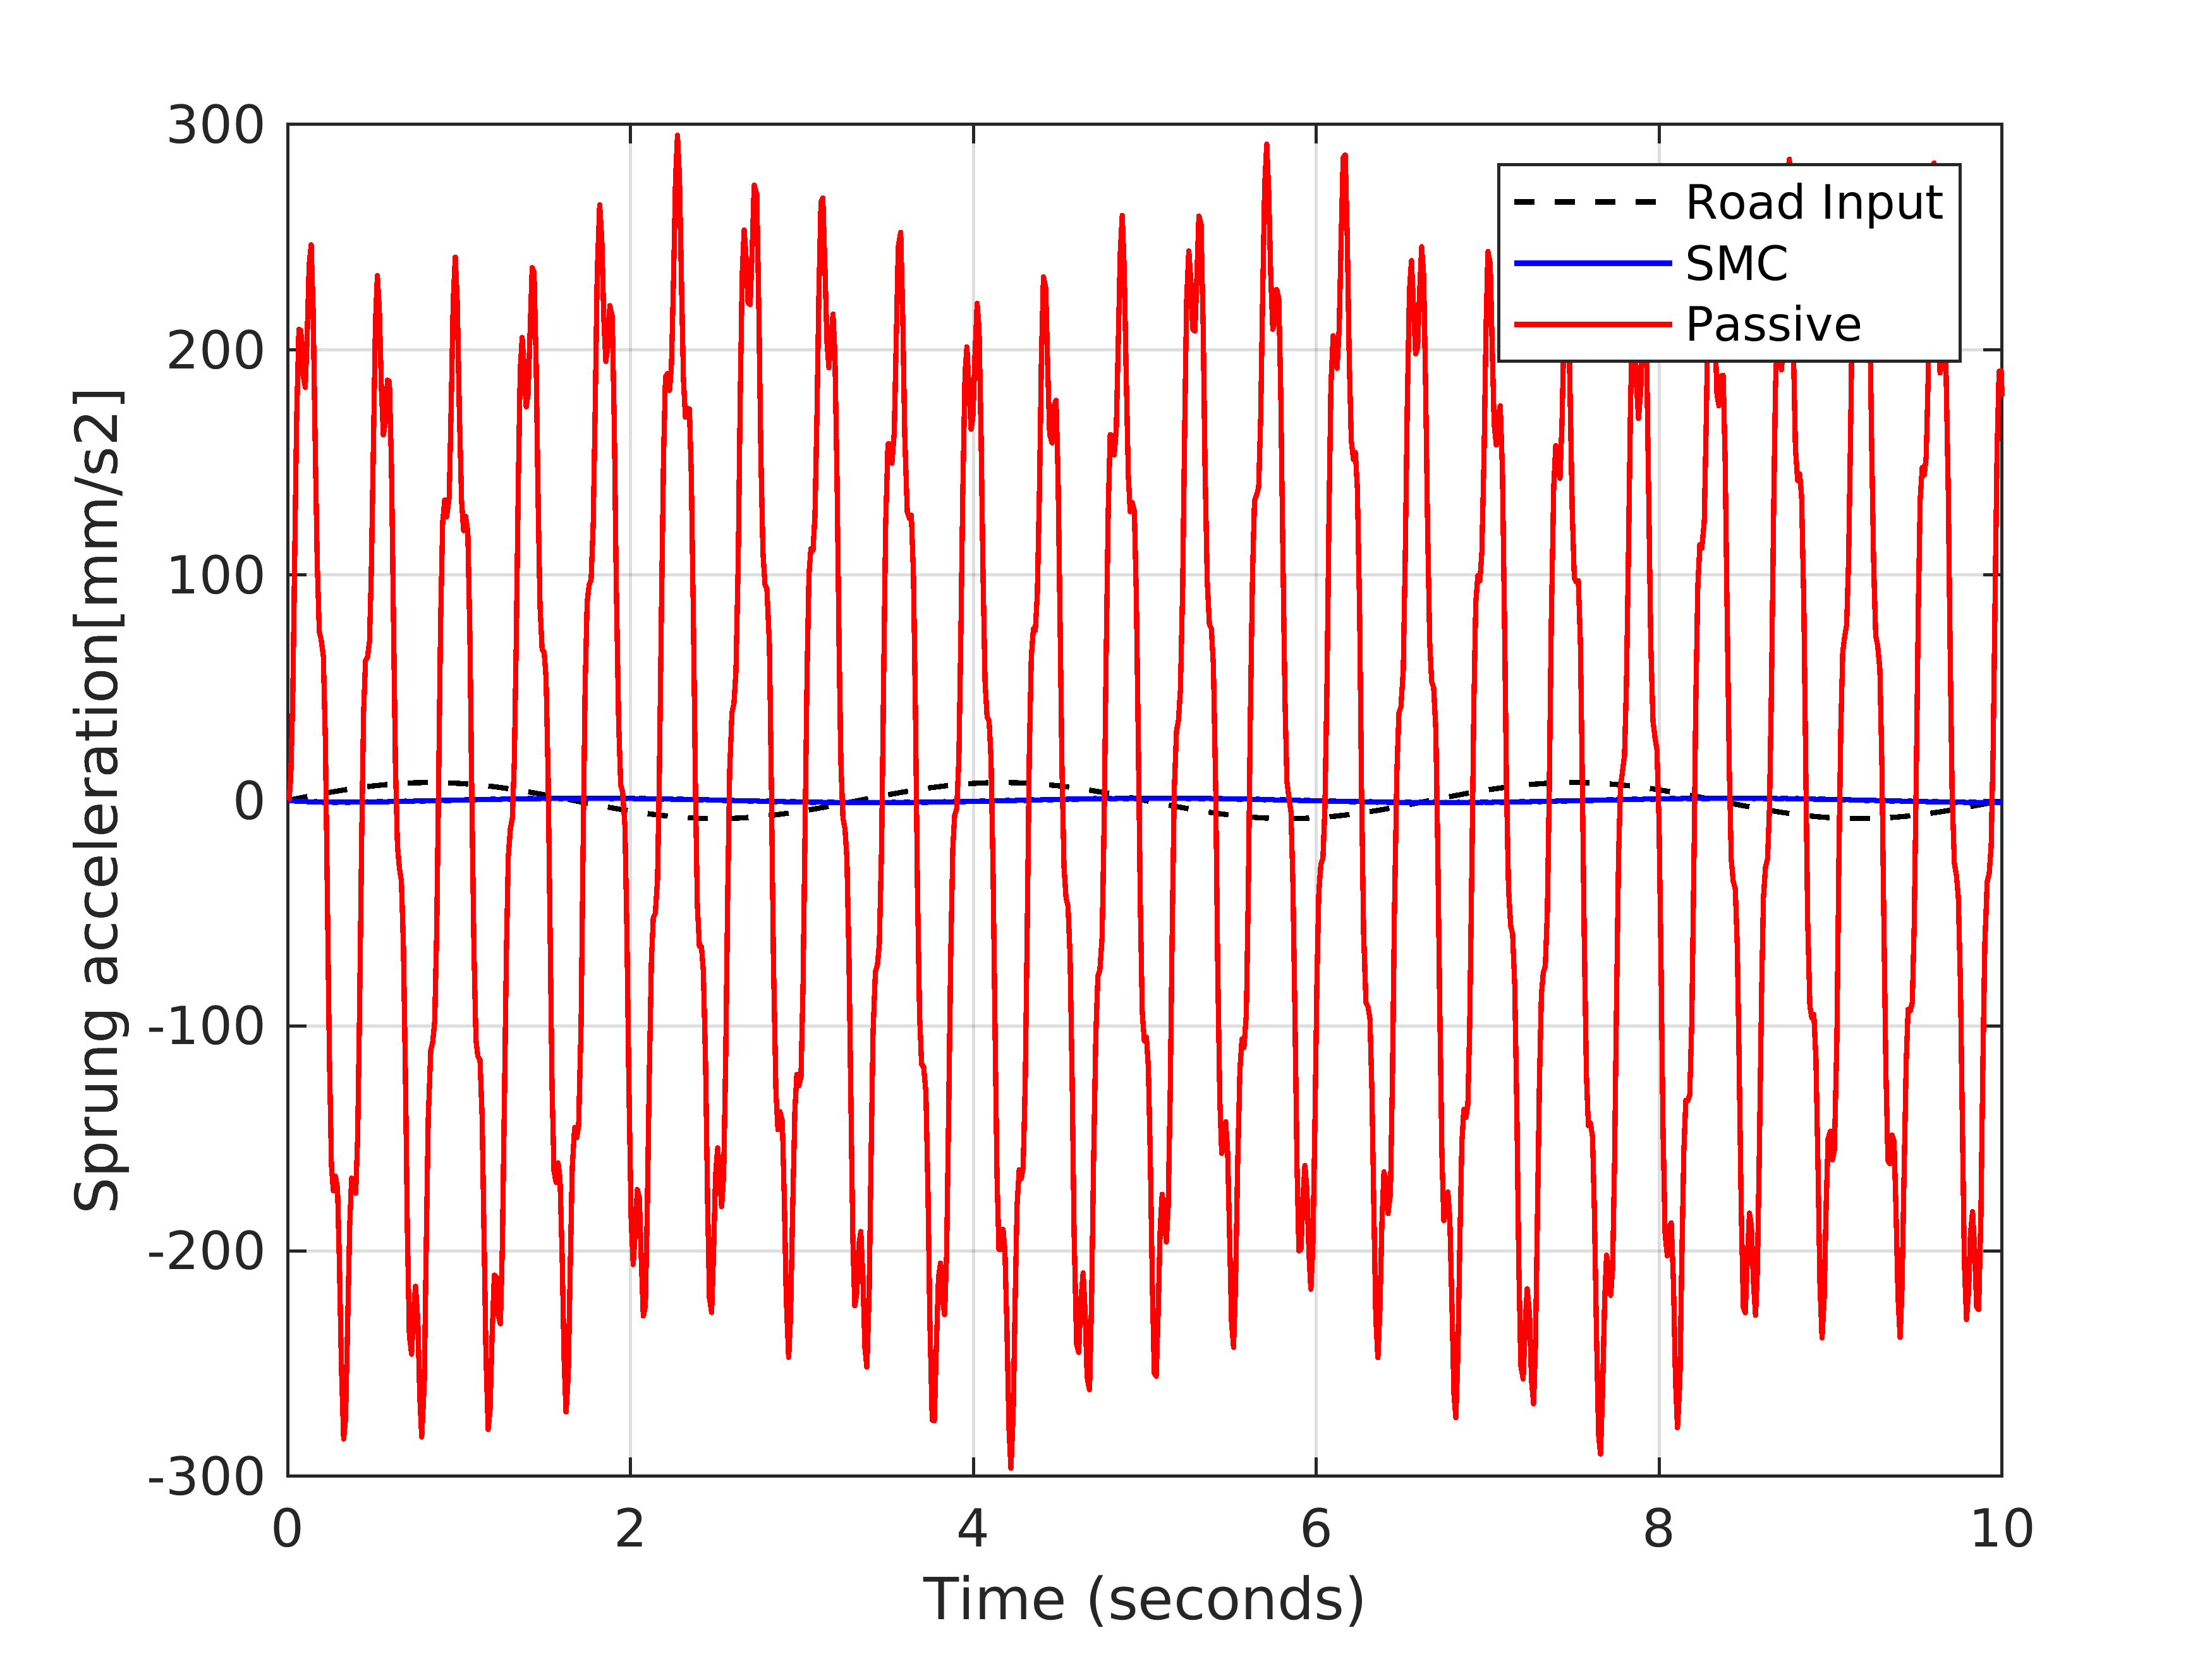 300
200
100
0
-100
-200
-300
Sprung acceleration[mm/s2]
Road Input
SMC
Passive
0 2 4 6 8 10
Time (seconds)